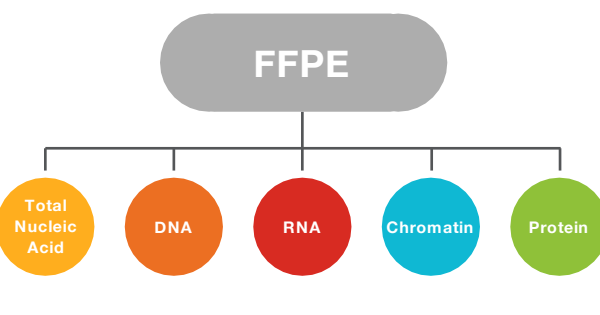 FFPE
Total
Nucleic
Acid
DNA
RNA
Chromatin
Protein